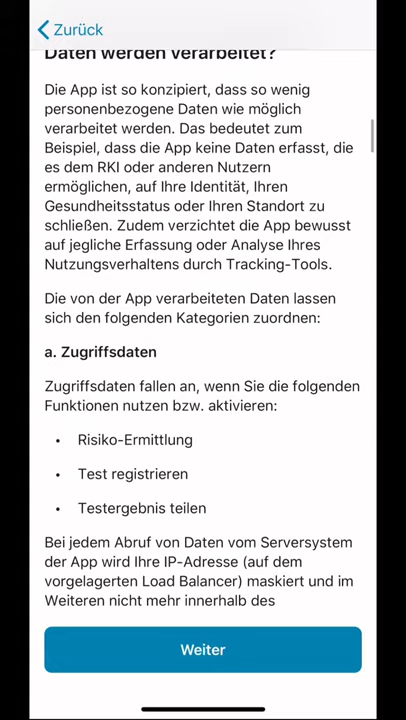 Zurück
Daten werden verarbeitet?
Die App ist so konzipiert, dass so wenig
personenbezogene Daten wie möglich
verarbeitet werden. Das bedeutet zum
Beispiel, dass die App keine Daten erfasst, die
es dem RKI oder anderen Nutzern
ermöglichen, auf Ihre Identität, Ihren
Gesundheitsstatus oder Ihren Standort zu
schließen. Zudem verzichtet die App bewusst
auf jegliche Erfassung oder Analyse Ihres
Nutzungsverhaltens durch Tracking-Tools.
Die von der App verarbeiteten Daten lassen
sich den folgenden Kategorien zuordnen:
a. Zugriffsdaten
Zugriffsdaten fallen an, wenn Sie die folgenden
Funktionen nutzen bzw. aktivieren:
• Risiko-Ermittlung
• Test registrieren
• Testergebnis teilen
Bei jedem Abruf von Daten vom Serversystem
der App wird Ihre IP-Adresse (auf dem
vorgelagerten Load Balancer) maskiert und im
Weiteren nicht mehr innerhalb des
Weiter